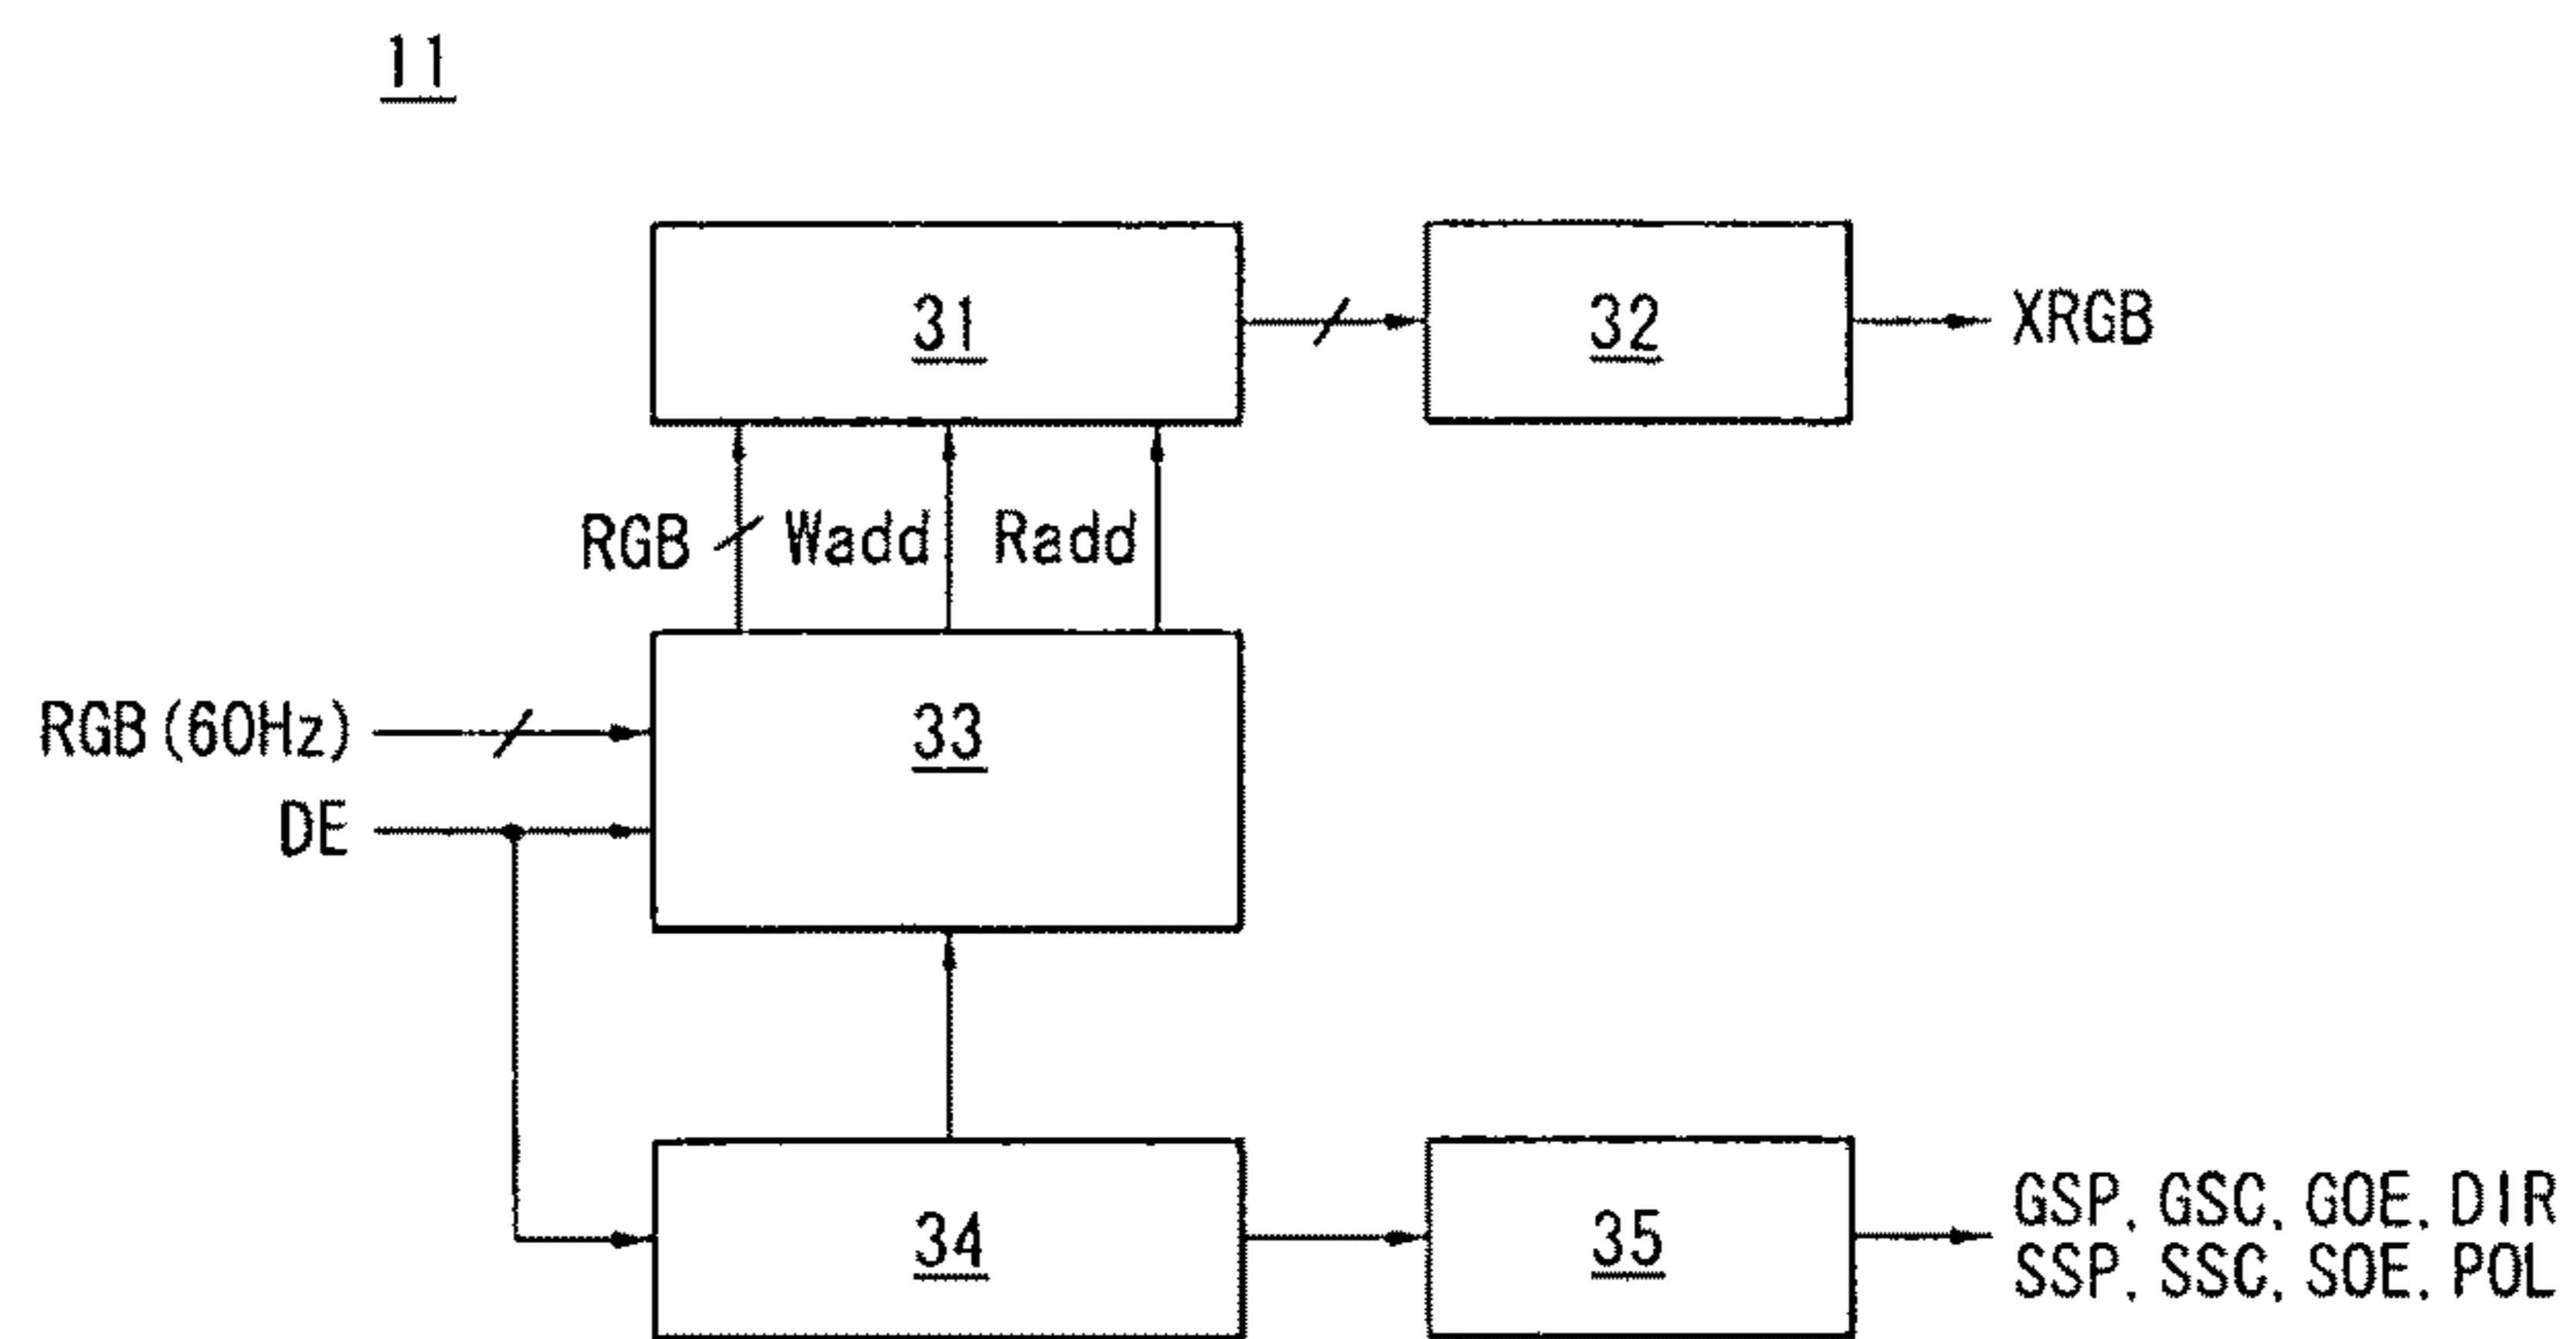 11
31
32
XRGB
RGB
Wadd
Radd
RGB(60Hz)
33
DE
34
35
GSP, GSC, GOE, DIR
SSP, SSC, SOE, POL